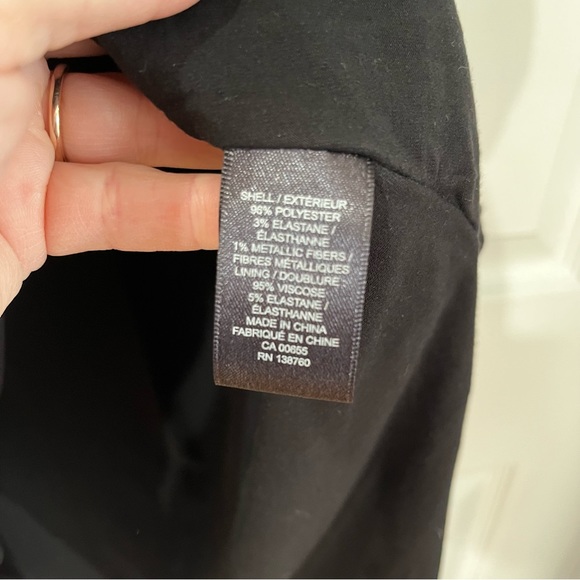 SHELL / EXTÉRIEUR :
96% POLYESTER
3% ELASTANE /
ÉLASTHANNE
1% METALLIC FIBERS /
FIBRES MÉTALLIQUES
LINING / DOUBLURE :
95% VISCOSE
5% ELASTANE /
ÉLASTHANNE
MADE IN CHINA
FABRIQUÉ EN CHINE
CA 00655
RN 138760